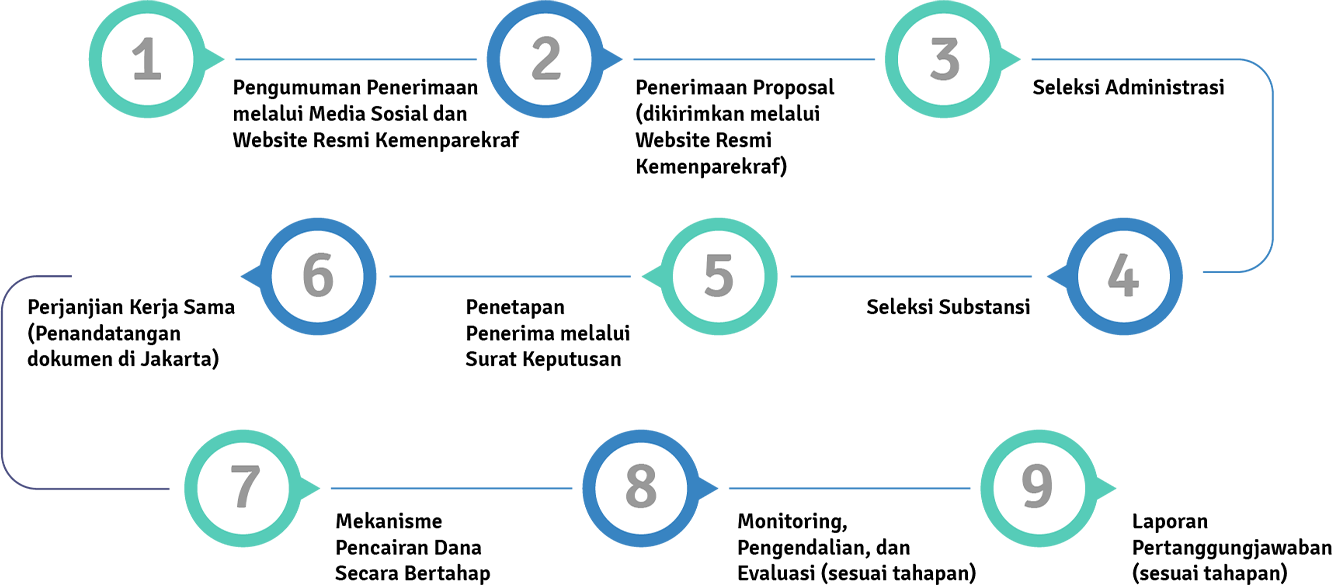 1
Pengumuman Penerimaan
melalui Media Sosial dan
Website Resmi Kemenparekraf
2
Penerimaan Proposal
(dikirimkan melalui
Website Resmi
Kemenparekraf)
3
Seleksi Administrasi
4
Seleksi Substansi
5
Penetapan
Penerima melalui
Surat Keputusan
6
Perjanjian Kerja Sama
(Penandatangan
dokumen di Jakarta)
7
Mekanisme
Pencairan Dana
Secara Bertahap
8
Monitoring,
Pengendalian, dan
Evaluasi (sesuai tahapan)
9
Laporan
Pertanggungjawaban
(sesuai tahapan)